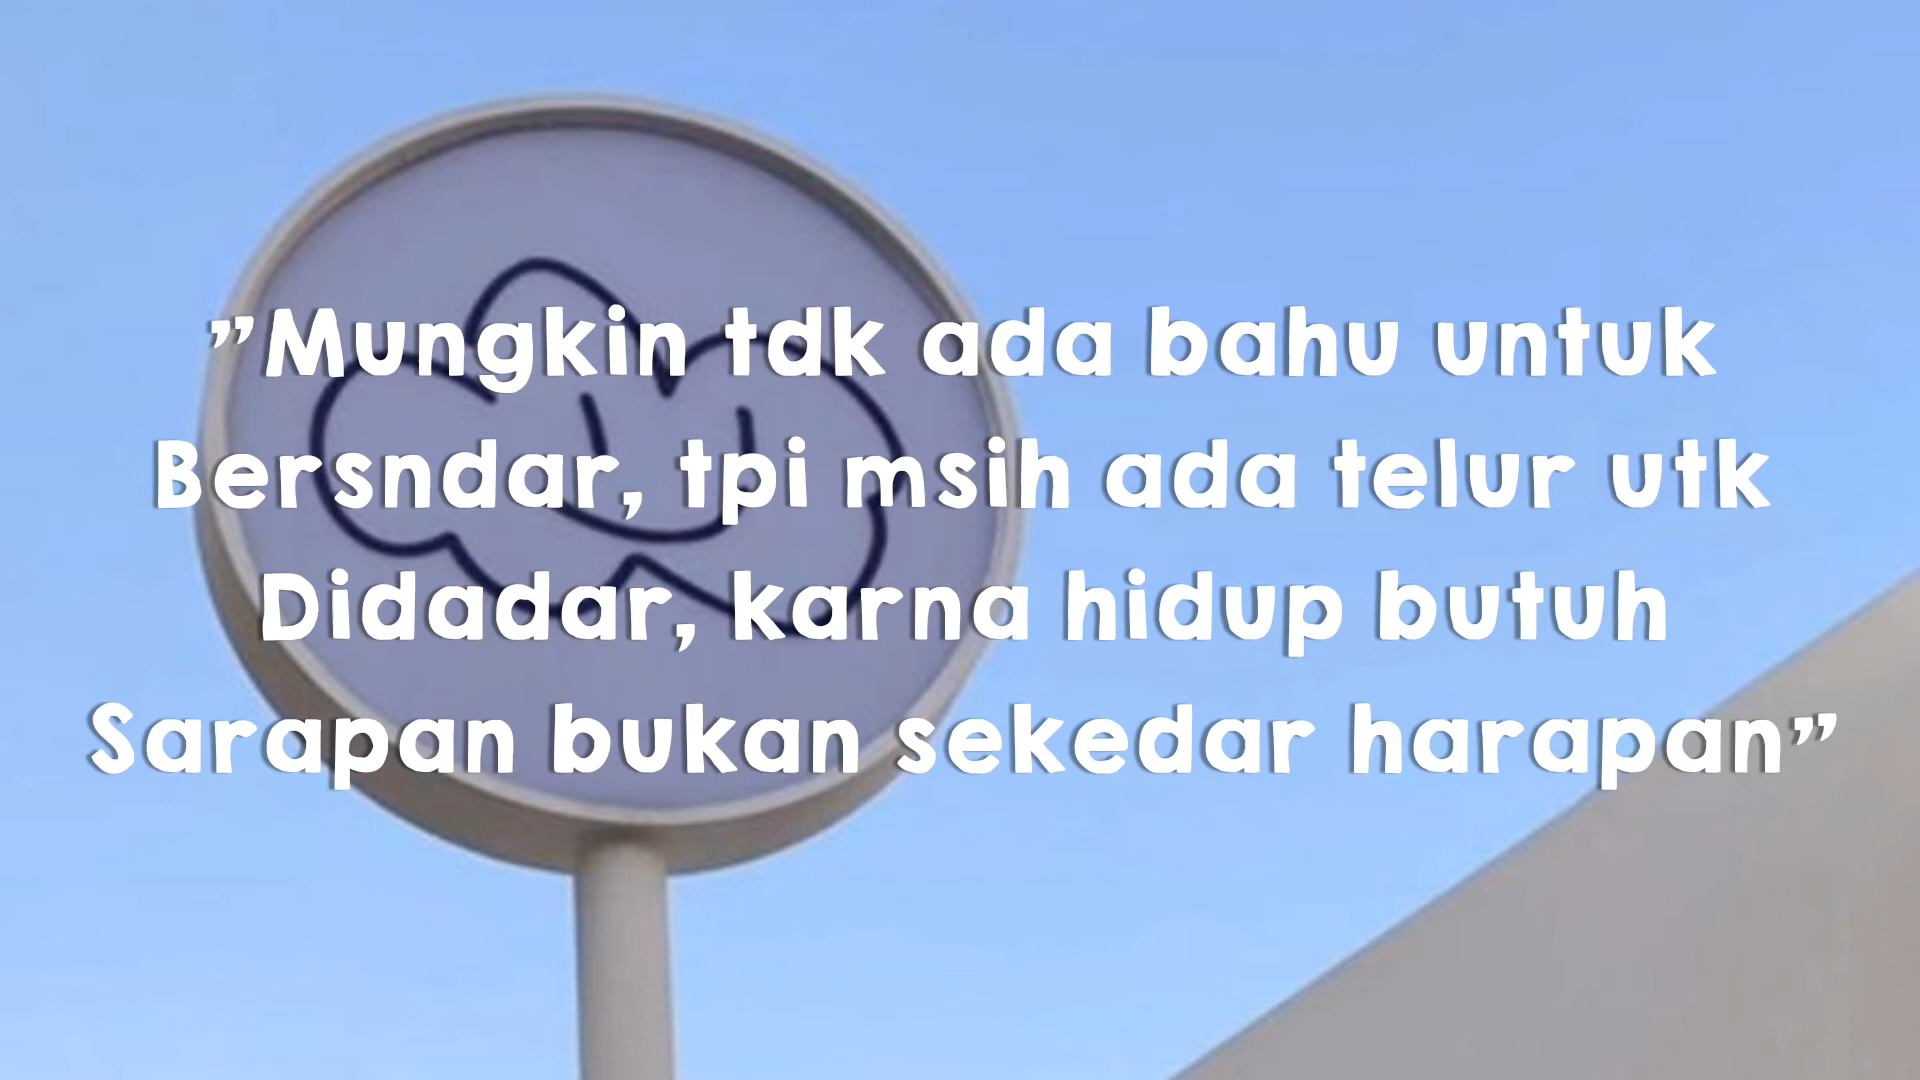 ”Mungkin tdk ada bahu untuk
Bersndar, tpi msih ada telur utk
Didadar, karna hidup butuh
Sarapan bukan sekedar harapan”